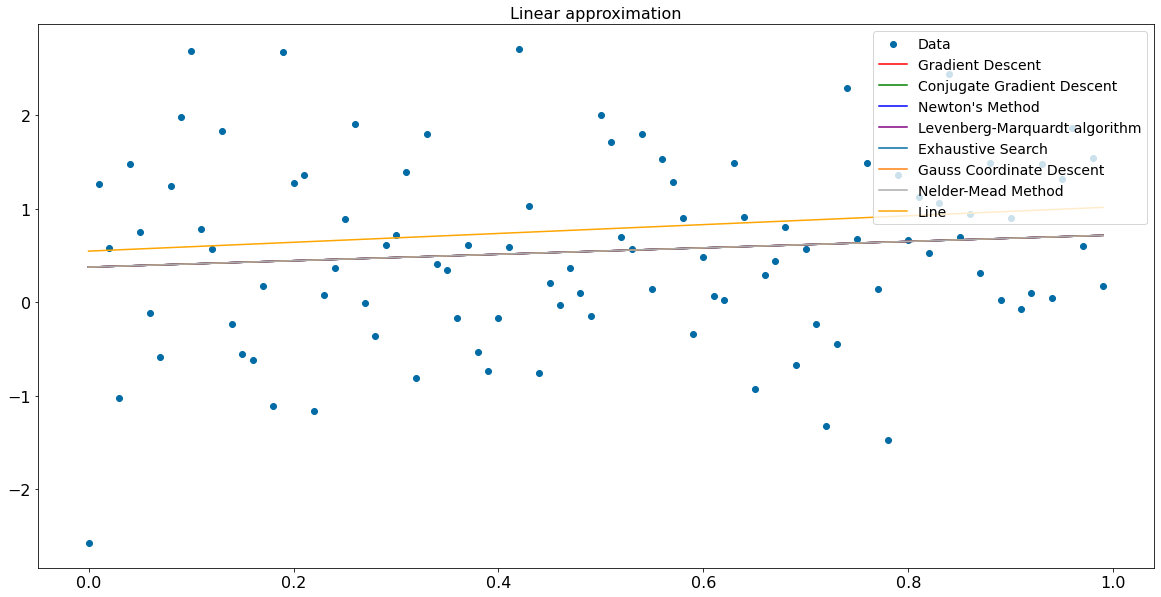 Linear approximation
Data
Gradient Descent
Conjugate Gradient Descent
Newton's Method
Levenberg-Marquardt algorithm
Exhaustive Search
Gauss Coordinate Descent
Nelder-Mead Method
Line
2
1
0
−1
−2
0.0 0.2 0.4 0.6 0.8 1.0